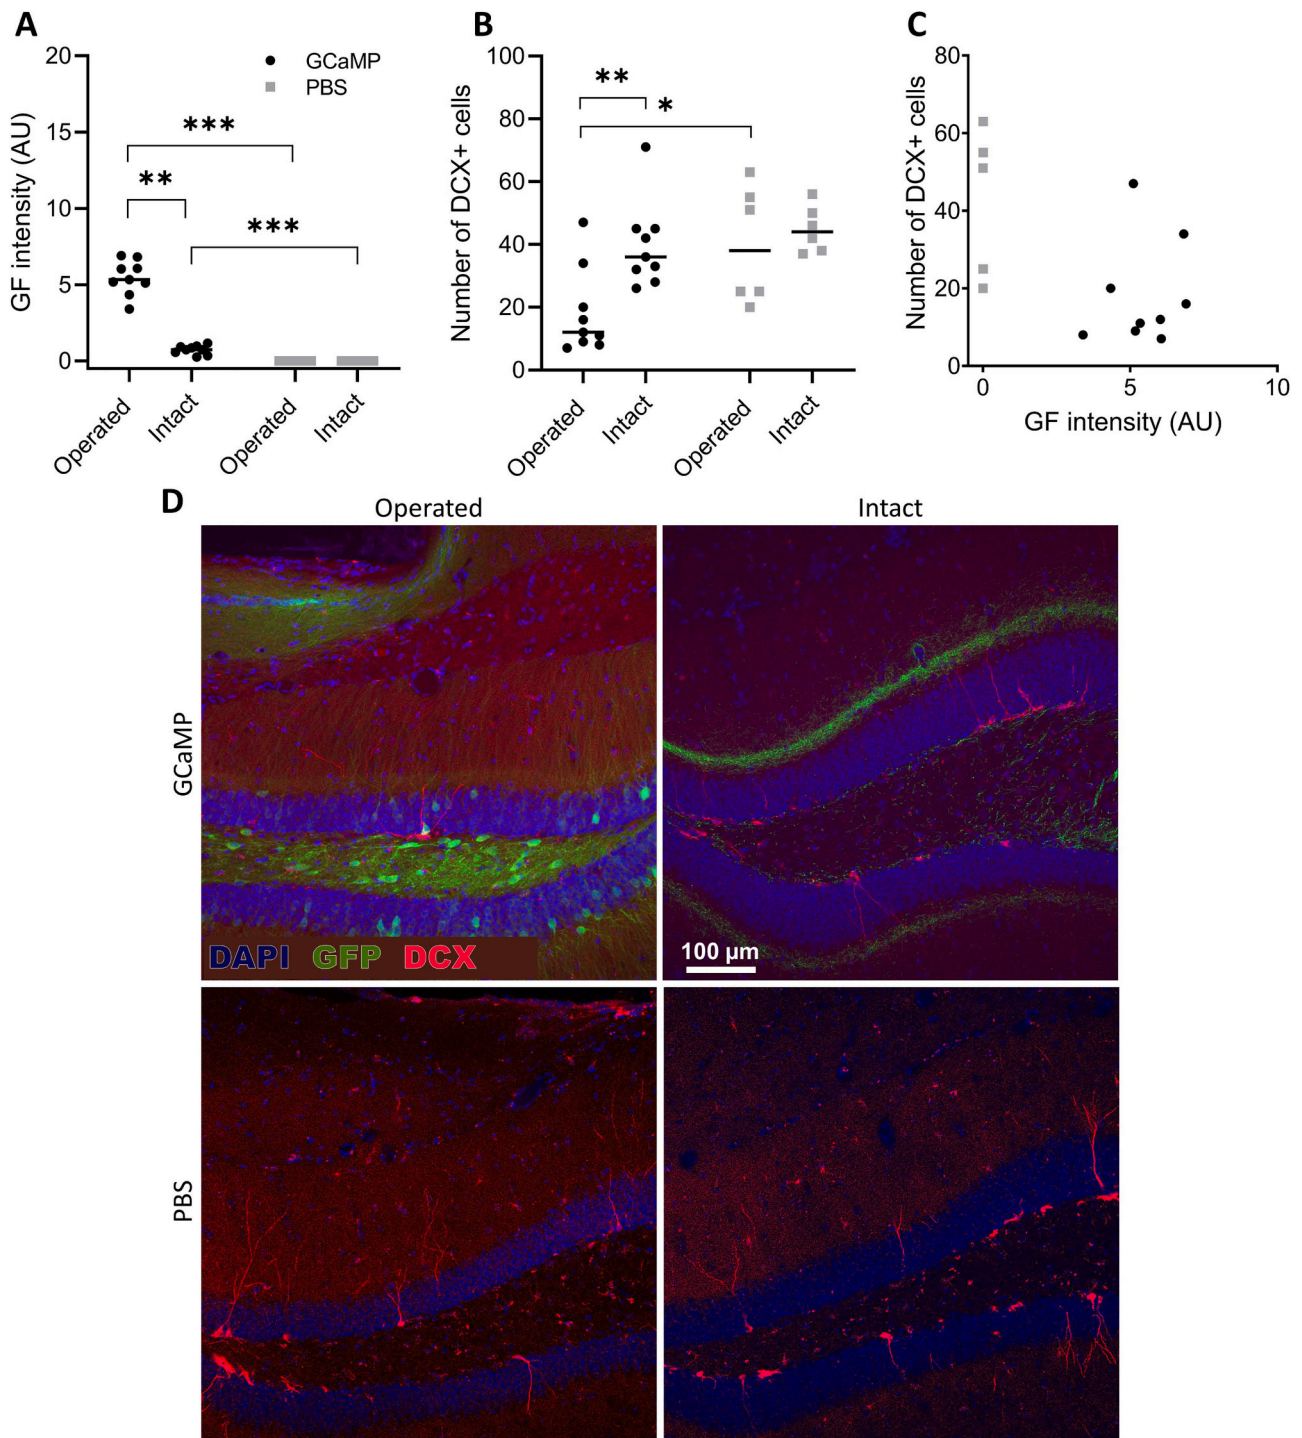 A
GF intensity (AU)
20
15
10
5
0
GCaMP
PBS
***
**
***
Operated
Intact
Operated
Intact
B
Number of DCX+ cells
100
80
60
40
20
0
**
*
Operated
Intact
Operated
Intact
C
Number of DCX+ cells
80
60
40
20
0
0
5
10
GF intensity (AU)
D
Operated
Intact
GCaMP
DAPI GFP DCX
100 µm
PBS